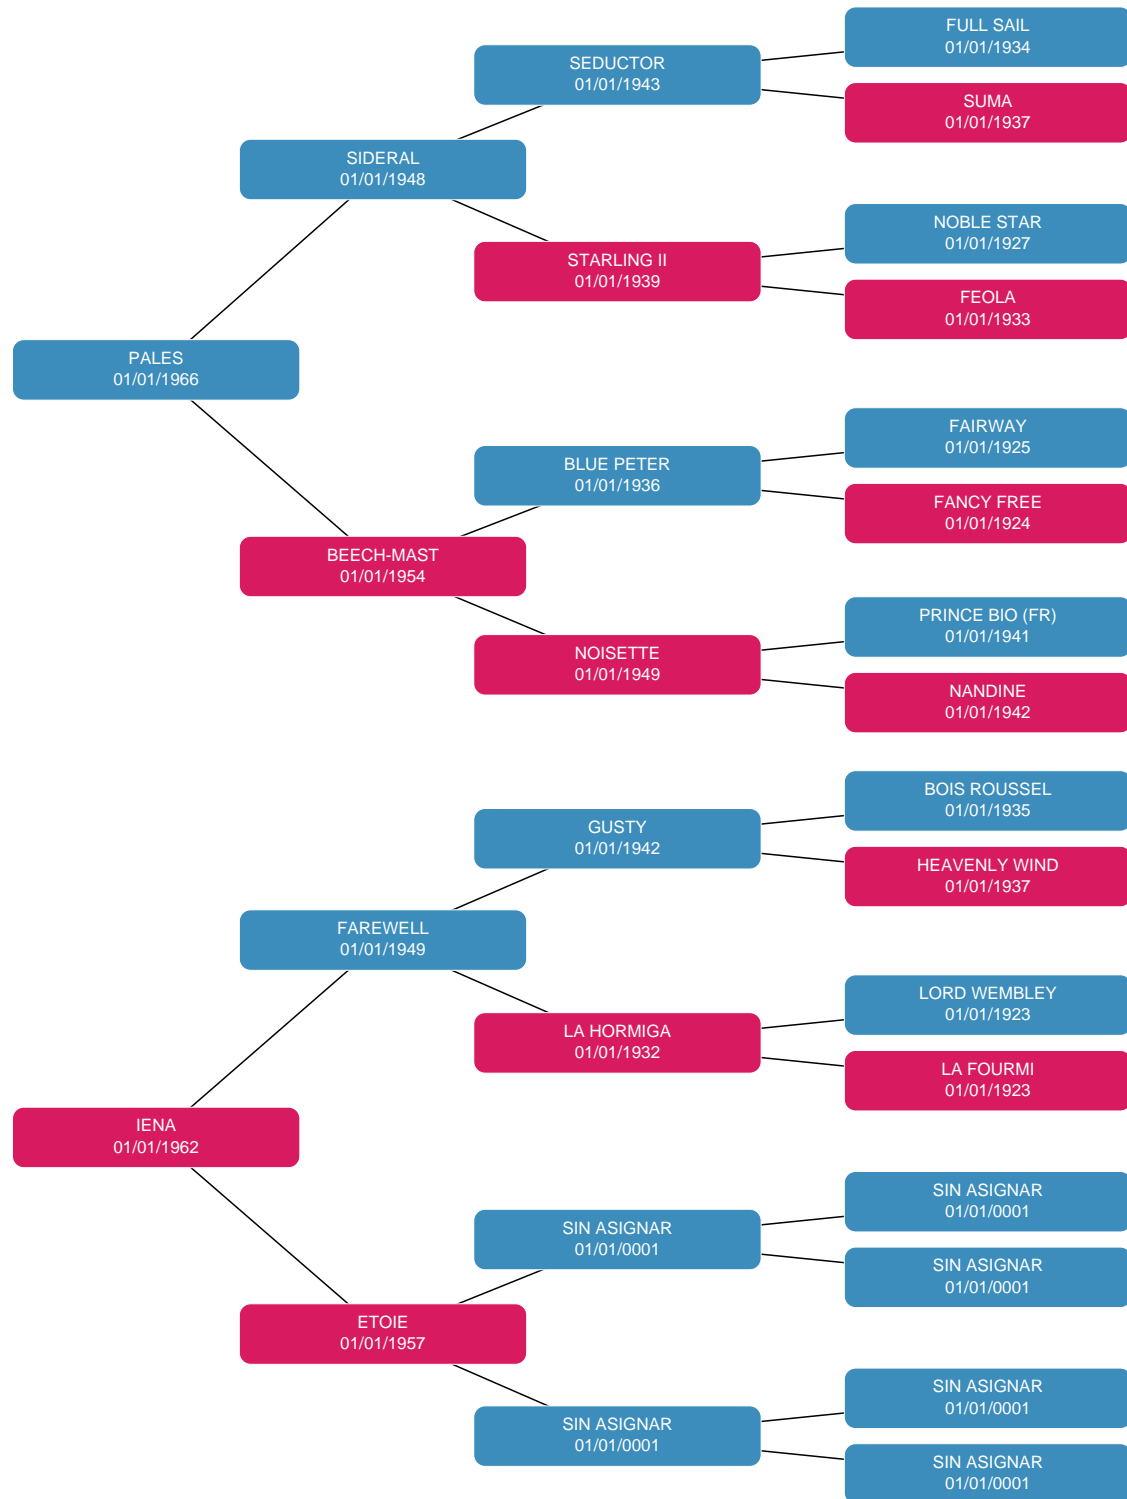 FULL SAIL
01/01/1934
SEDUCTOR
01/01/1943
SUMA
01/01/1937
SIDERAL
01/01/1948
NOBLE STAR
01/01/1927
STARLING II
01/01/1939
FEOLA
01/01/1933
PALES
01/01/1966
FAIRWAY
01/01/1925
BLUE PETER
01/01/1936
FANCY FREE
01/01/1924
BEECH-MAST
01/01/1954
PRINCE BIO (FR)
01/01/1941
NOISETTE
01/01/1949
NANDINE
01/01/1942
BOIS ROUSSEL
01/01/1935
GUSTY
01/01/1942
HEAVENLY WIND
01/01/1937
FAREWELL
01/01/1949
LORD WEMBLEY
01/01/1923
LA HORMIGA
01/01/1932
LA FOURMI
01/01/1923
IENA
01/01/1962
SIN ASIGNAR
01/01/0001
SIN ASIGNAR
01/01/0001
SIN ASIGNAR
01/01/0001
ETOIE
01/01/1957
SIN ASIGNAR
01/01/0001
SIN ASIGNAR
01/01/0001
SIN ASIGNAR
01/01/0001